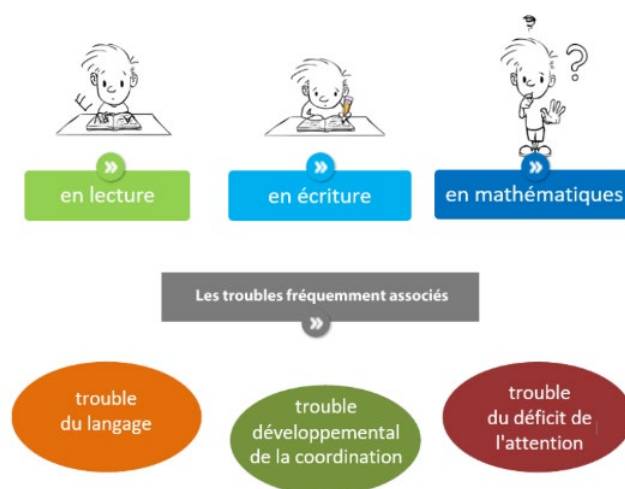 E
?
en lecture
en écriture
en mathématiques
Les troubles fréquemment associés
trouble
du langage
trouble
développemental
de la coordination
trouble
du déficit de
l'attention